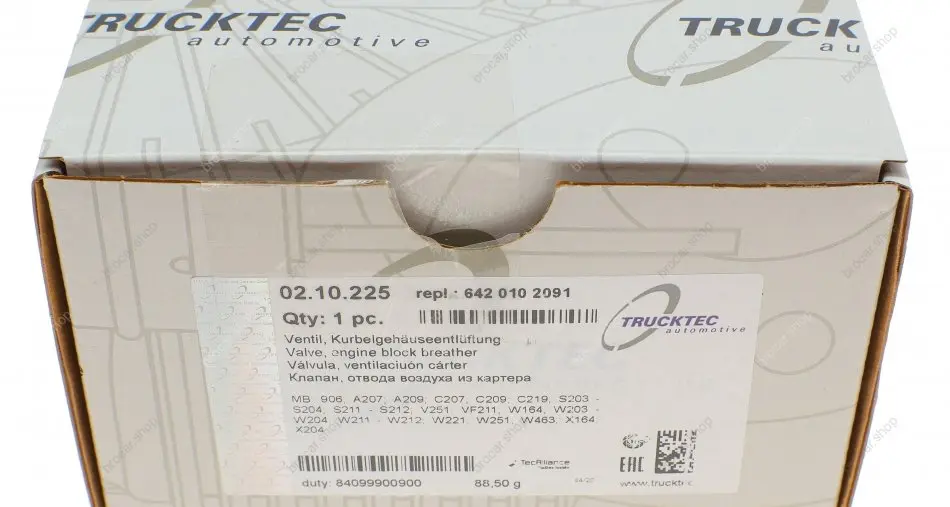 TRUCKTEC
automotive
TRUCK
au
02.10.225 repl.: 642 010 2091
Qty: 1 pc.
TRUCKTEC
automotive
Ventil, Kurbelgehäuseentlüftung
Valve, engine block breather
Válvula, ventilaciuón cárter
Клапан, отвода воздуха из картера
MB 906, A207, A209, C207, C209, C219, S203 -
S204, S211 - S212, V251 VF211, W164, W203 -
W204 W211 - W212, W221, W251, W463, X164
X204
TecAlliance
EAC
duty: 84099900900 88,50 g
www.truckte
brocar.shop